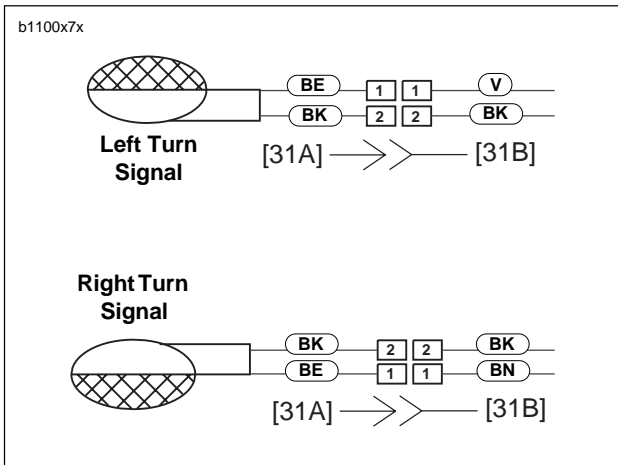 b1100x7x
BE 1 1 V
BK 2 2 BK
Left Turn
Signal
[31A] [31B]
Right Turn
Signal
BK 2 2 BK
BE 1 1 BN
[31A] [31B]